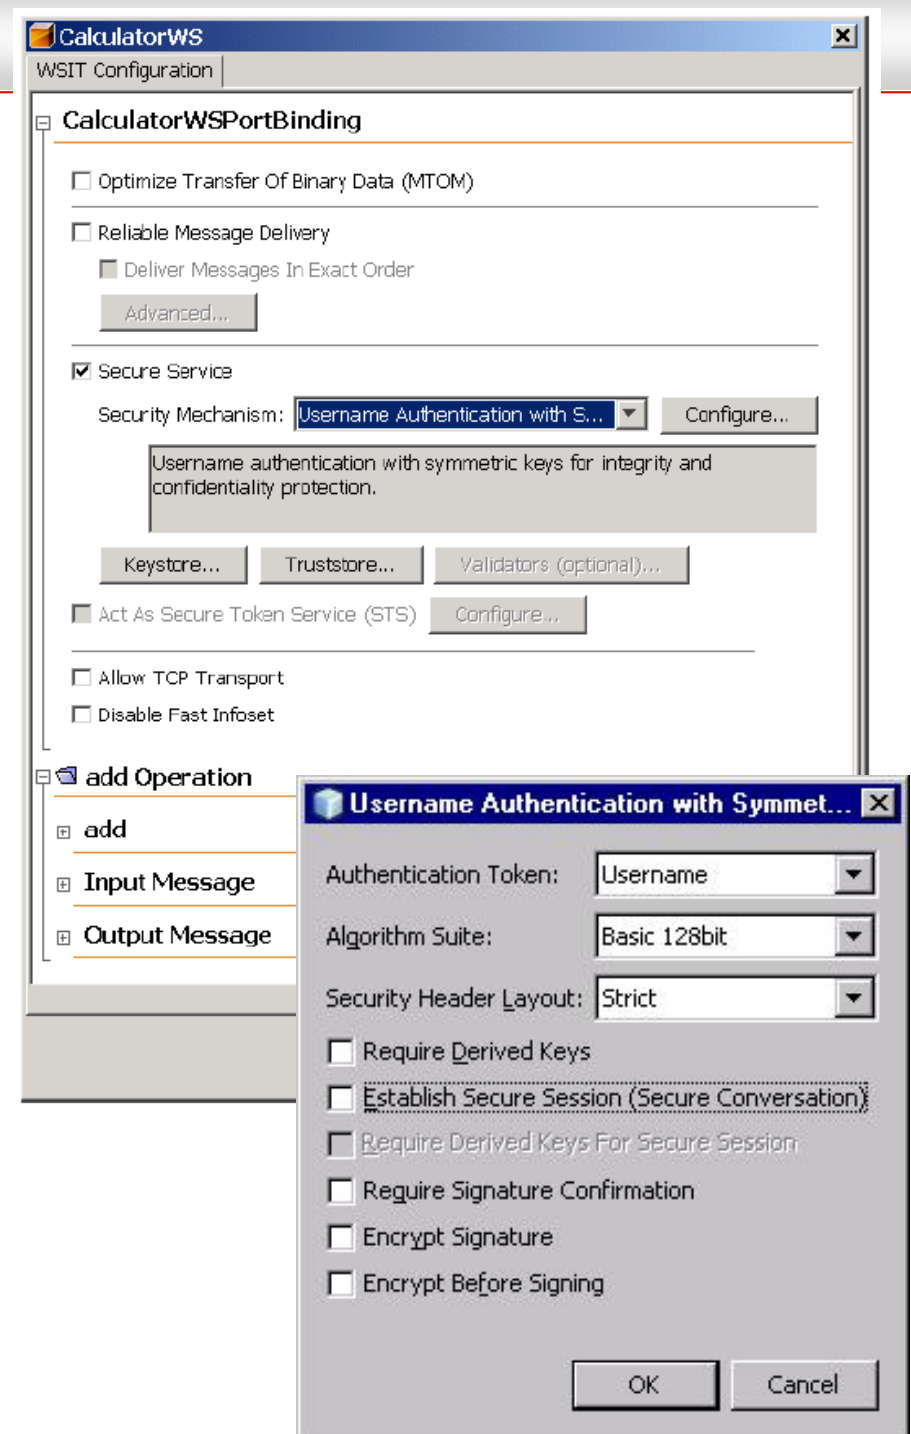 CalculatorWS
WSIT Configuration
CalculatorWSPortBinding
Optimize Transfer Of Binary Data (MTOM)
Reliable Message Delivery
Deliver Messages In Exact Order
Advanced...
Secure Service
Security Mechanism: Username Authentication with S... Configure...
Username authentication with symmetric keys for integrity and
confidentiality protection.
Keystore... Truststore... Validators (optional)...
Act As Secure Token Service (STS) Configure...
Allow TCP Transport
Disable Fast Infoset
add Operation
add
Input Message
Output Message
Username Authentication with Symmet...
Authentication Token: Username
Algorithm Suite: Basic 128bit
Security Header Layout: Strict
Require Derived Keys
Establish Secure Session (Secure Conversation)
Require Derived Keys For Secure Session
Require Signature Confirmation
Encrypt Signature
Encrypt Before Signing
OK Cancel